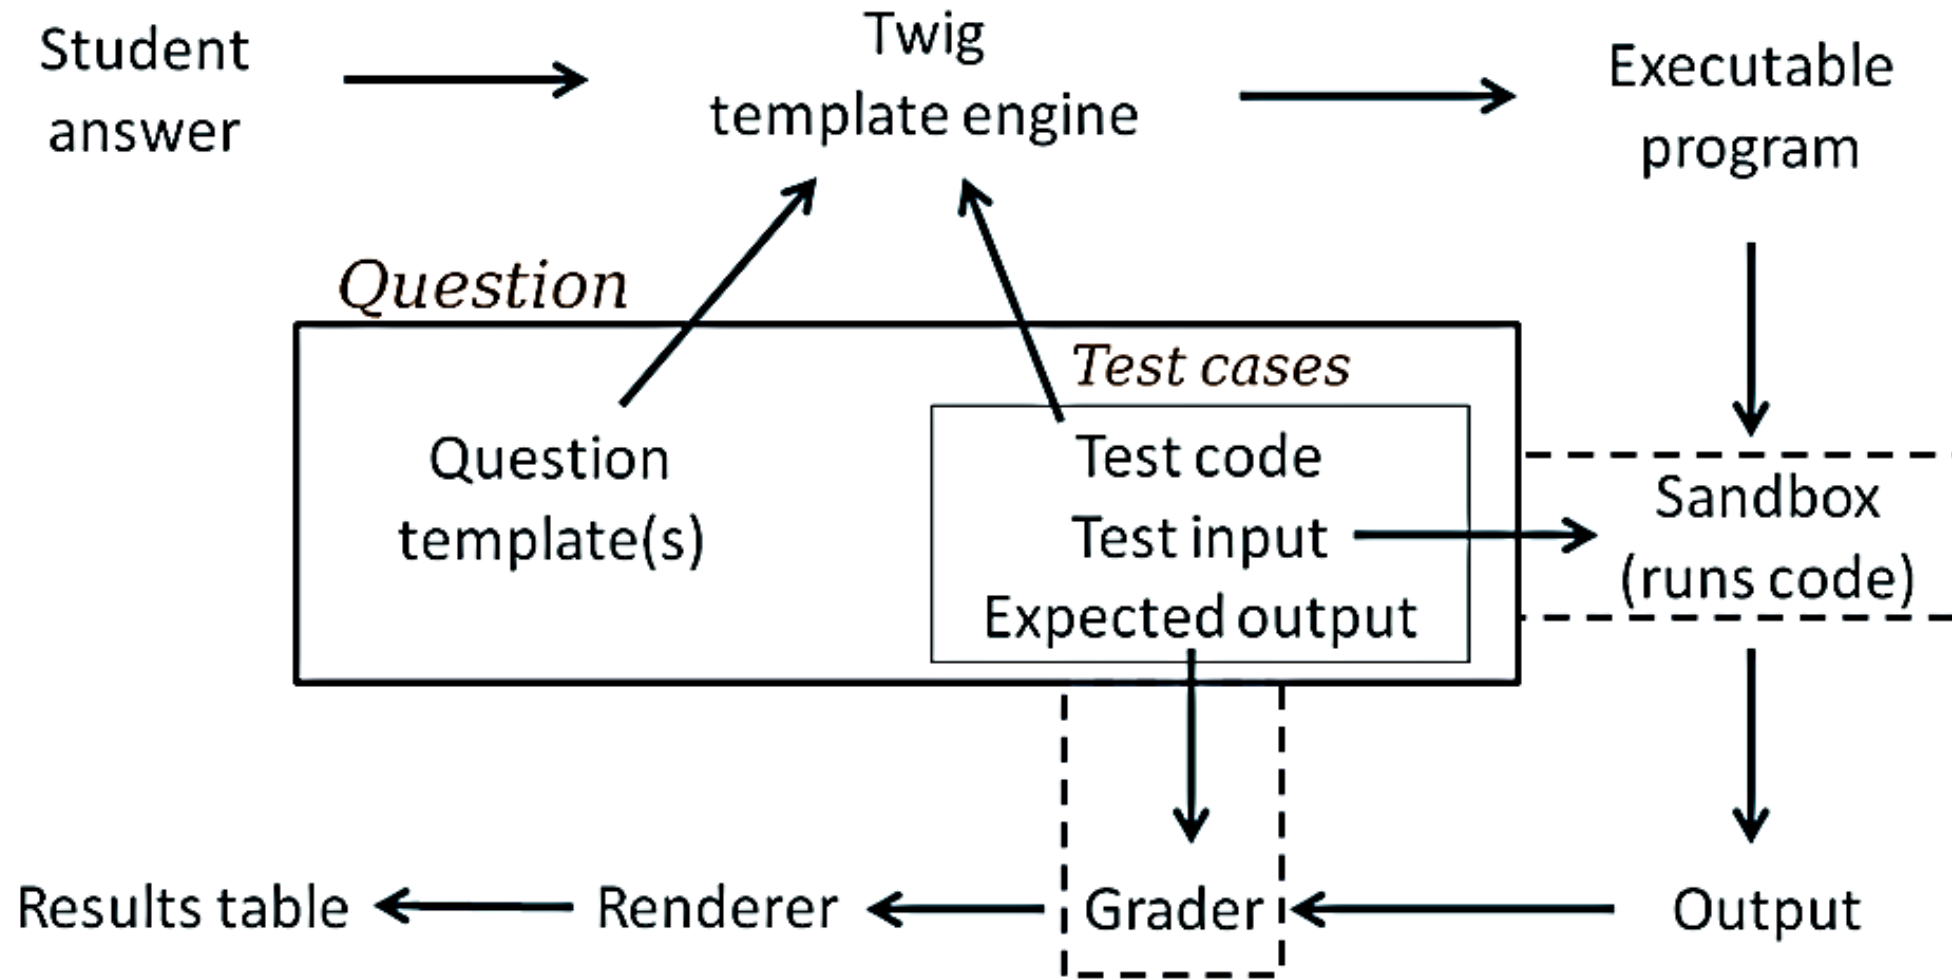 Student
answer
Twig
template engine
Executable
program
Question
Test cases
Question
template(s)
Test code
Test input
Expected output
Sandbox
(runs code)
Results table
Renderer
Grader
Output